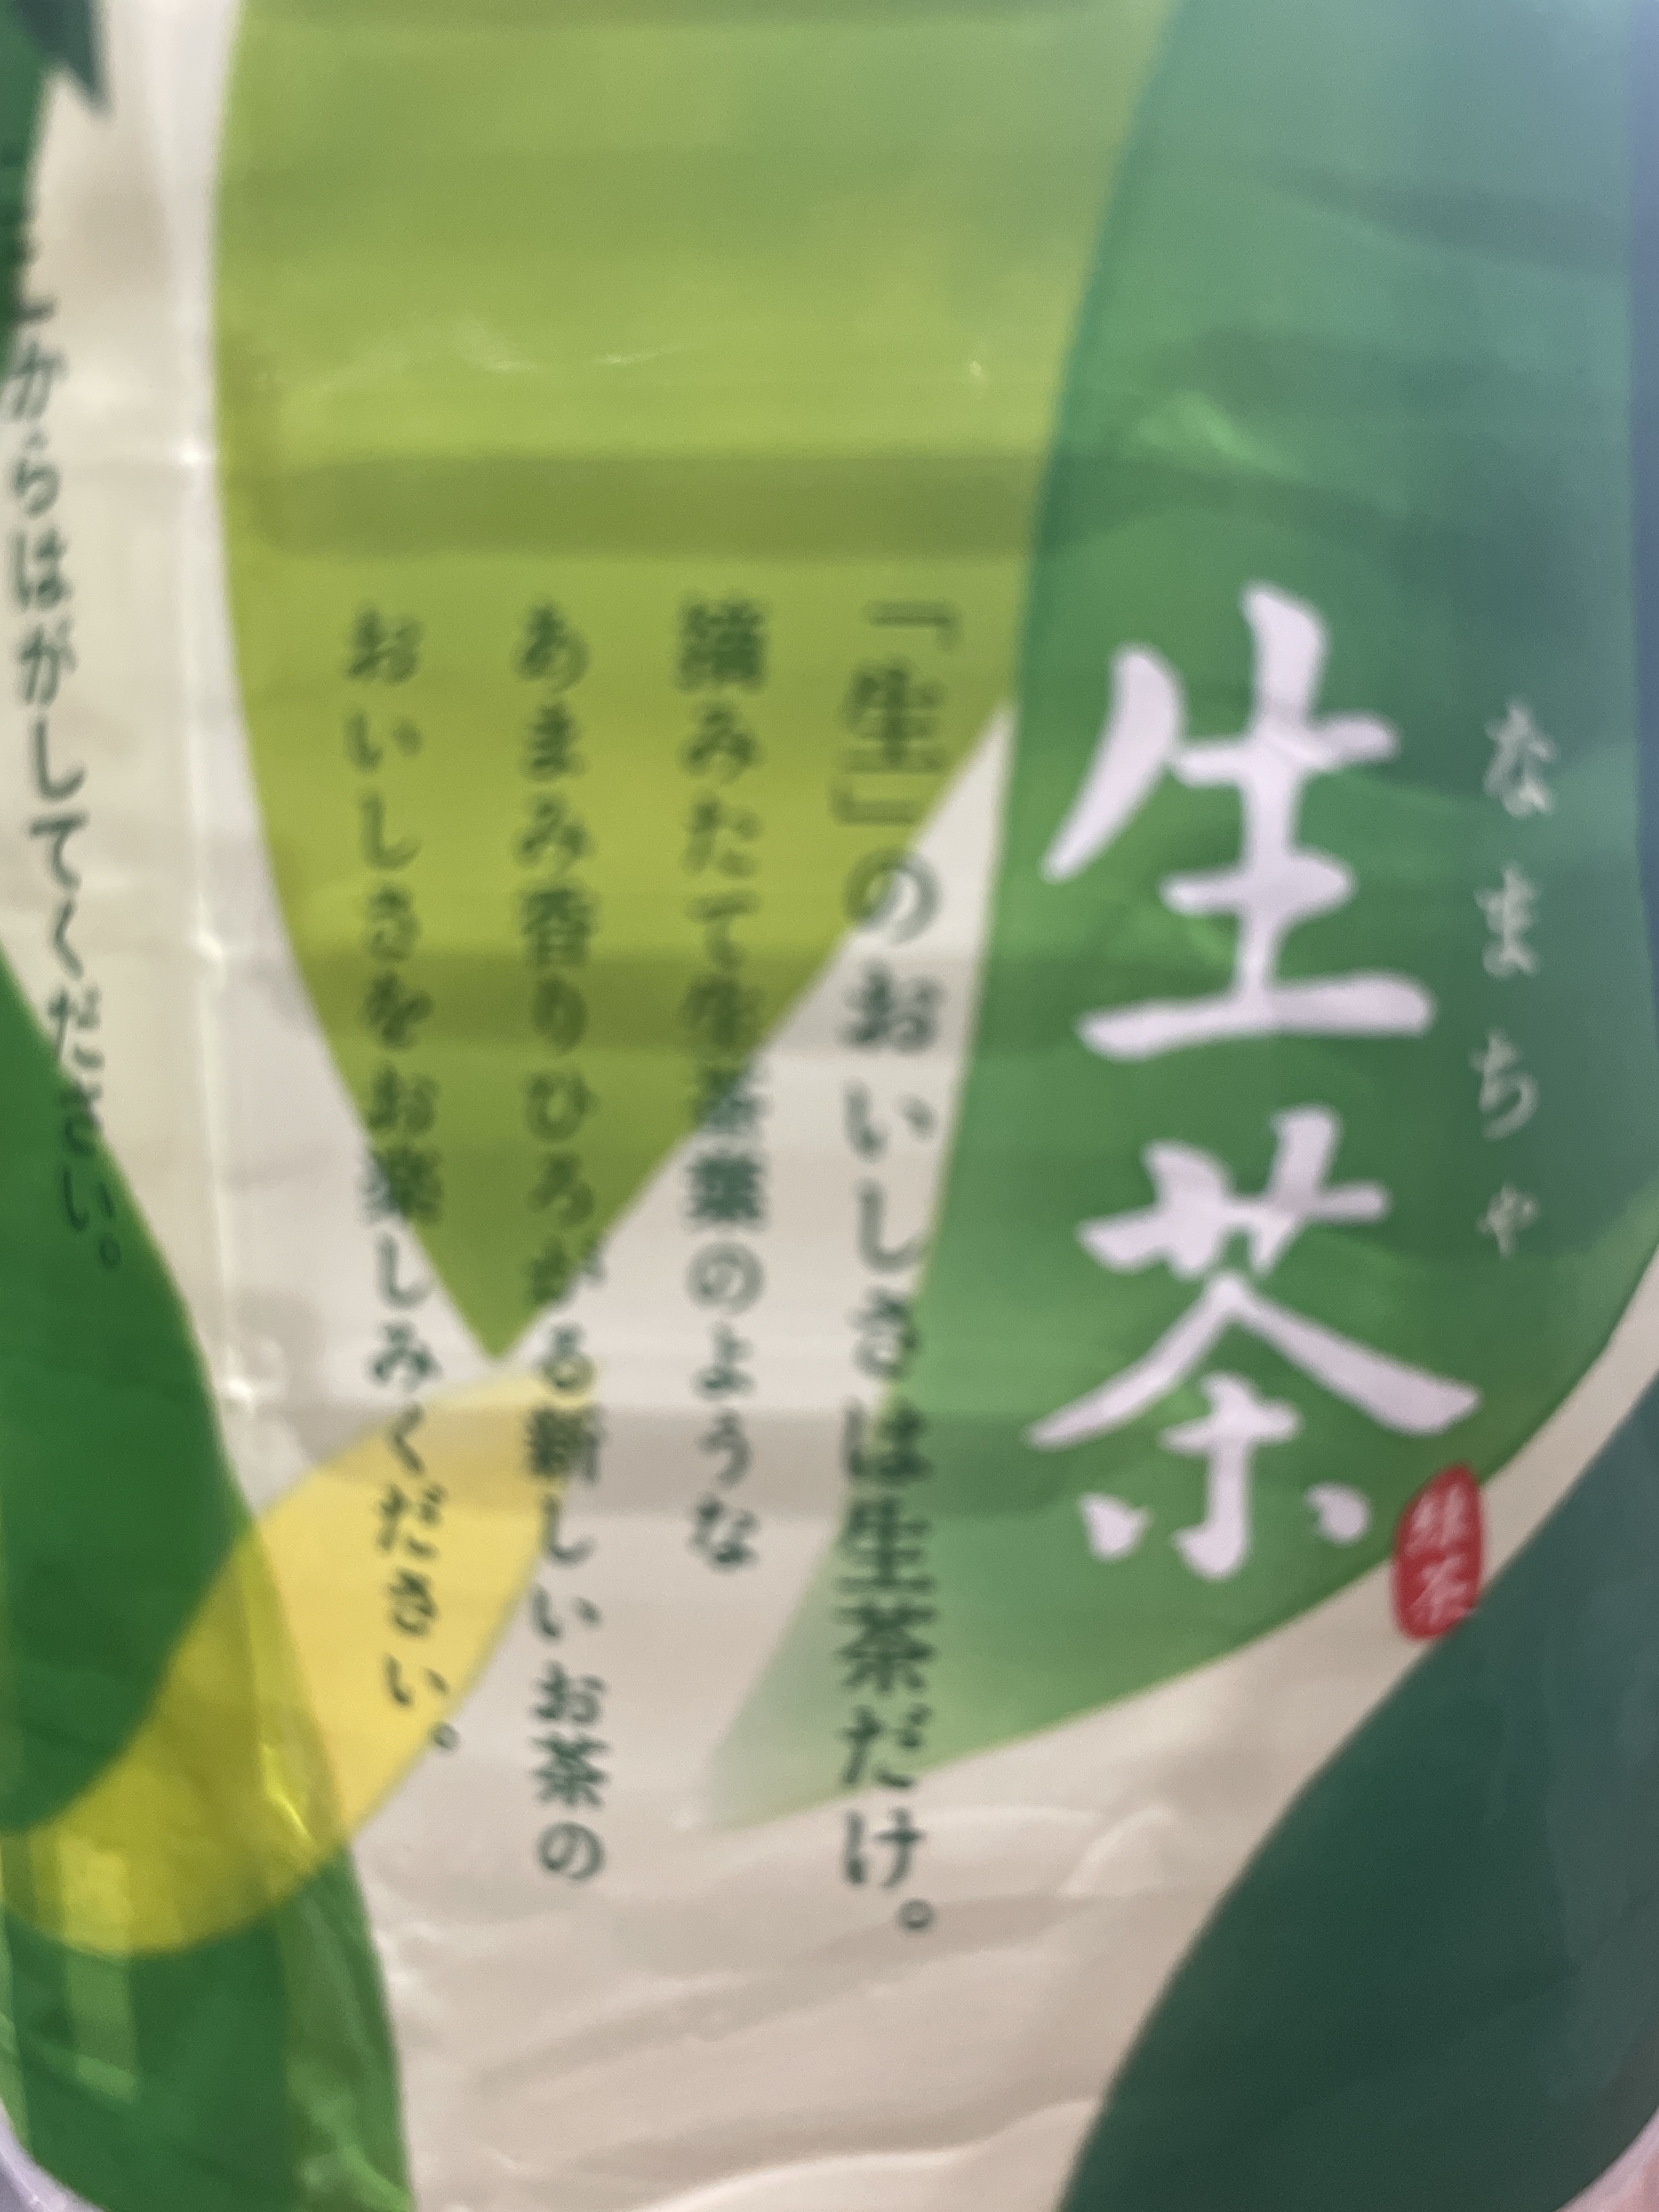 なまちゃ
生茶
緑茶
「生」のおいしさは生茶だけ。
摘みたて生茶葉のような
あまみ香りひろがる新しいお茶の
おいしさをお楽しみください。
こからはがしてください。